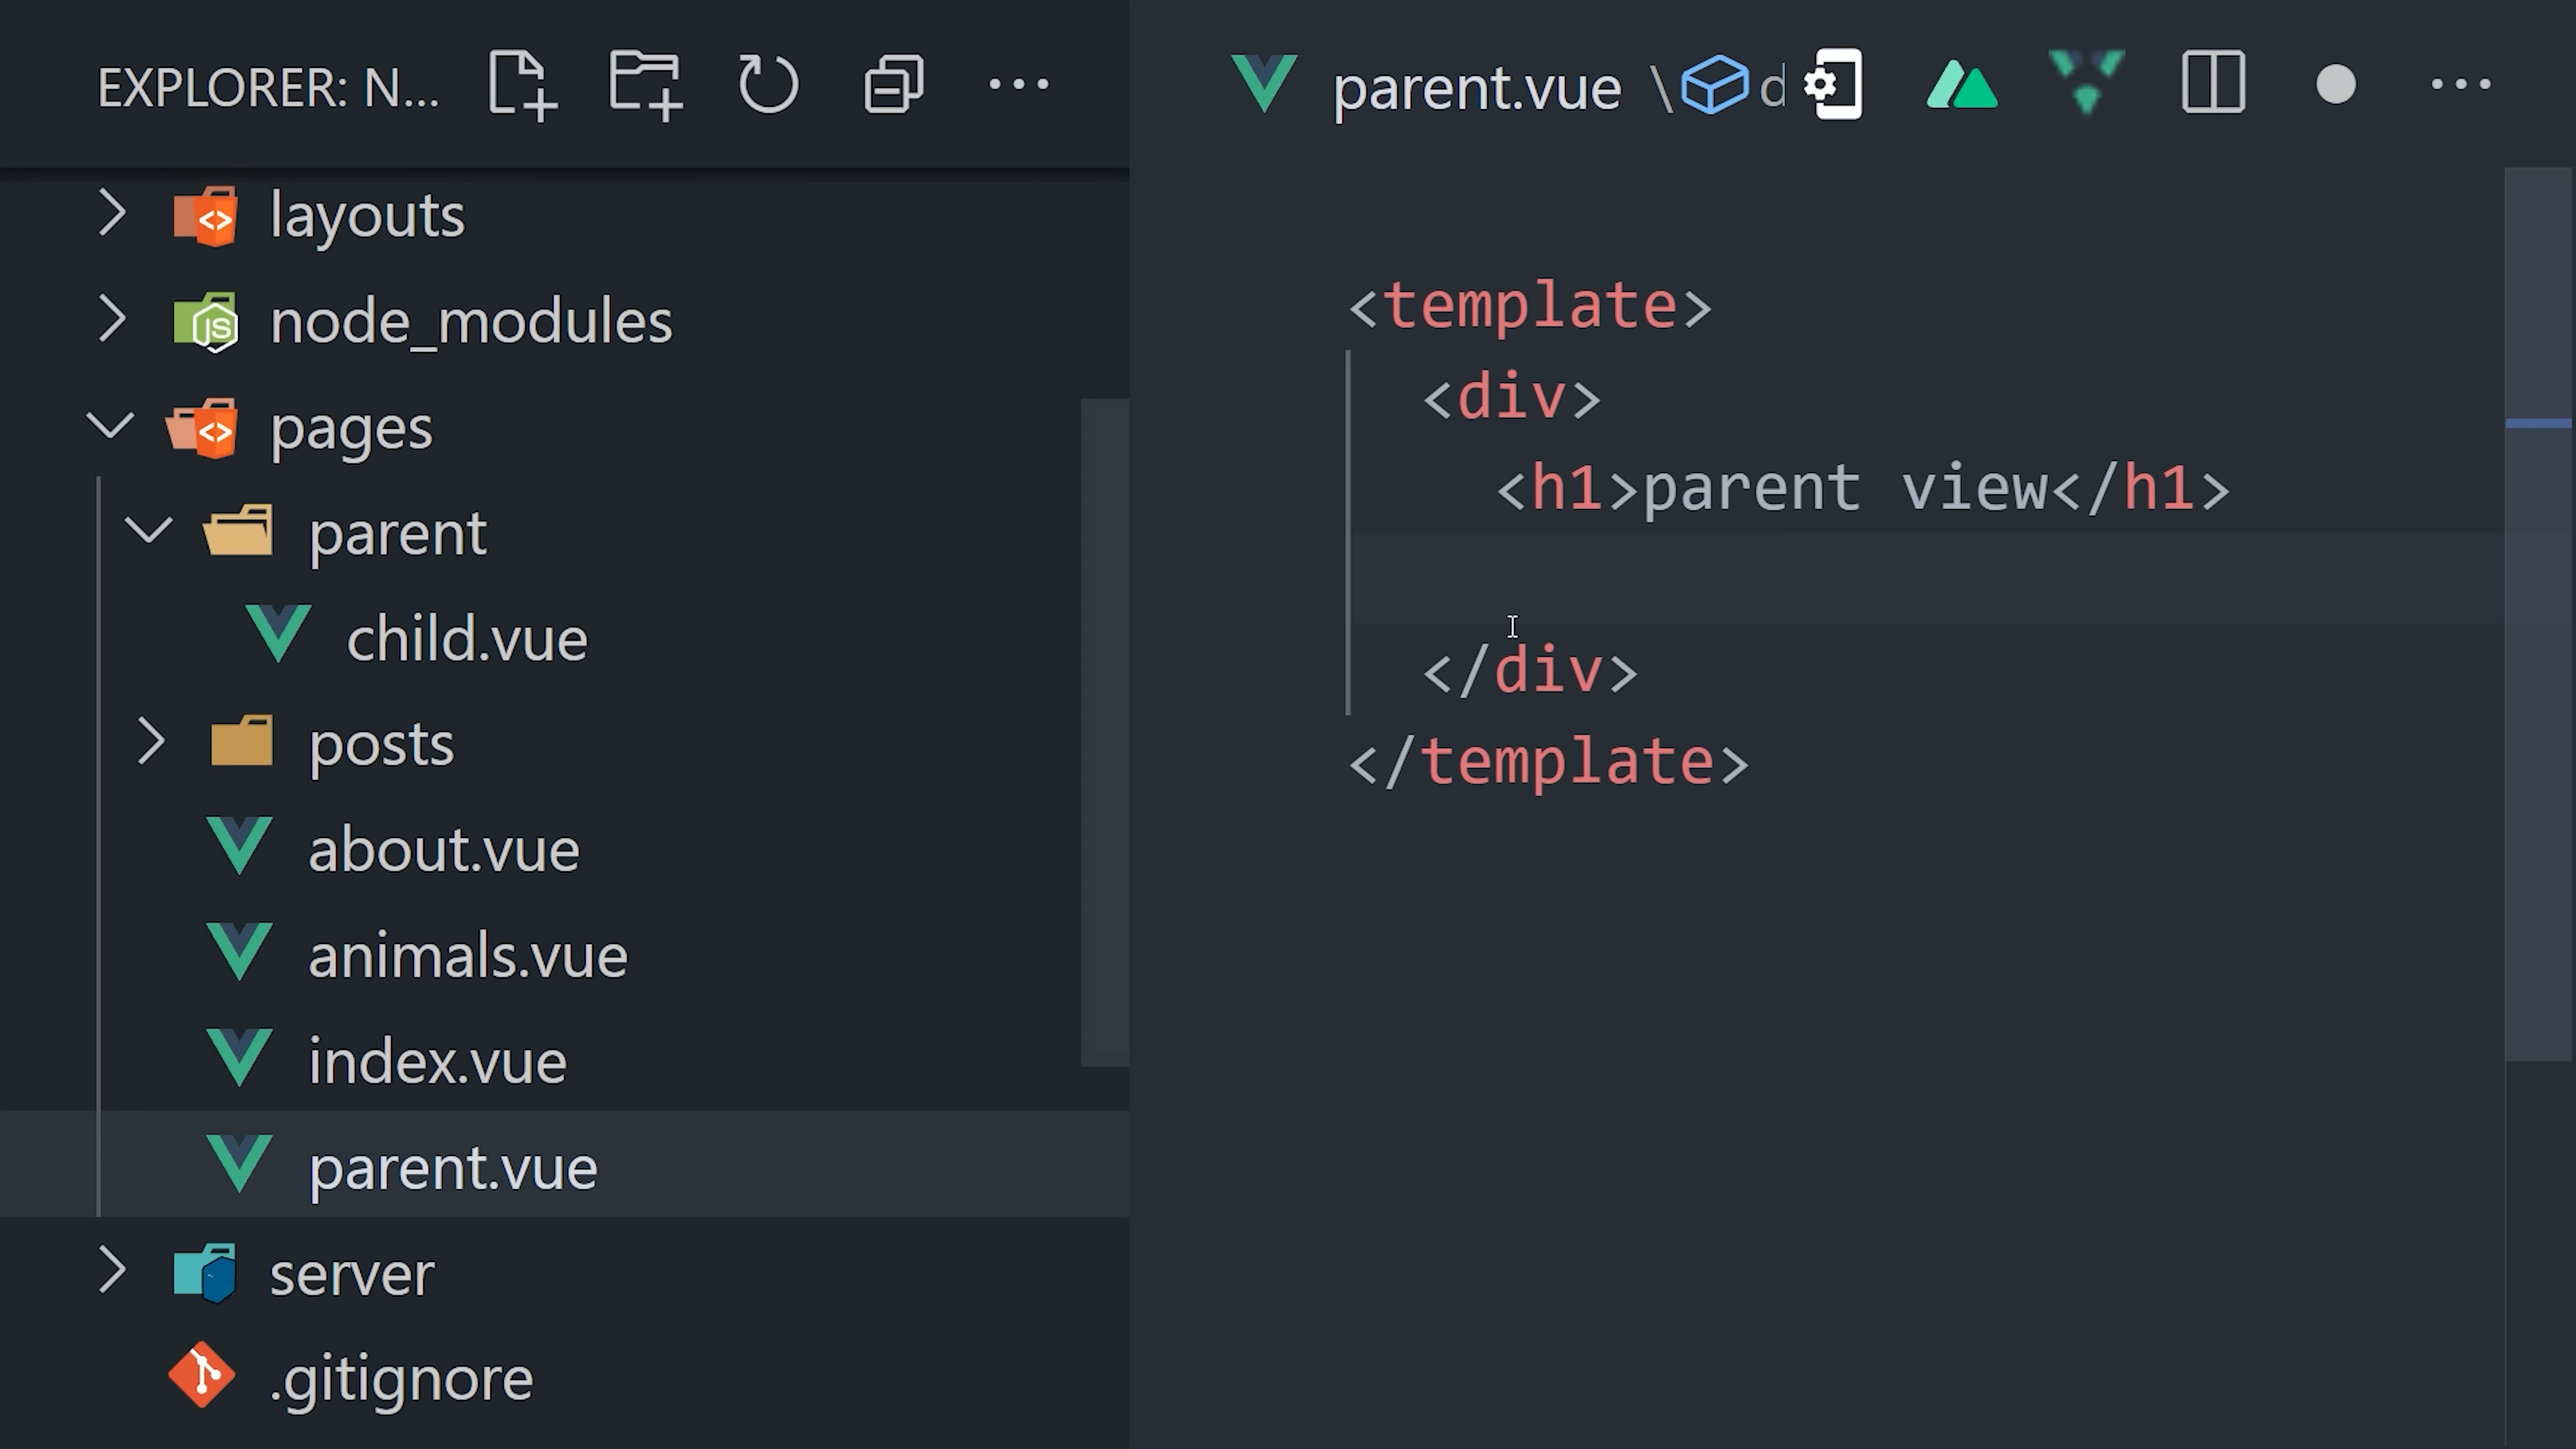 EXPLORER: N...
layouts
node_modules
pages
parent
child.vue
posts
about.vue
animals.vue
index.vue
parent.vue
server
.gitignore
parent.vue \ d
<template>
<div>
<h1>parent view</h1>
</div>
</template>